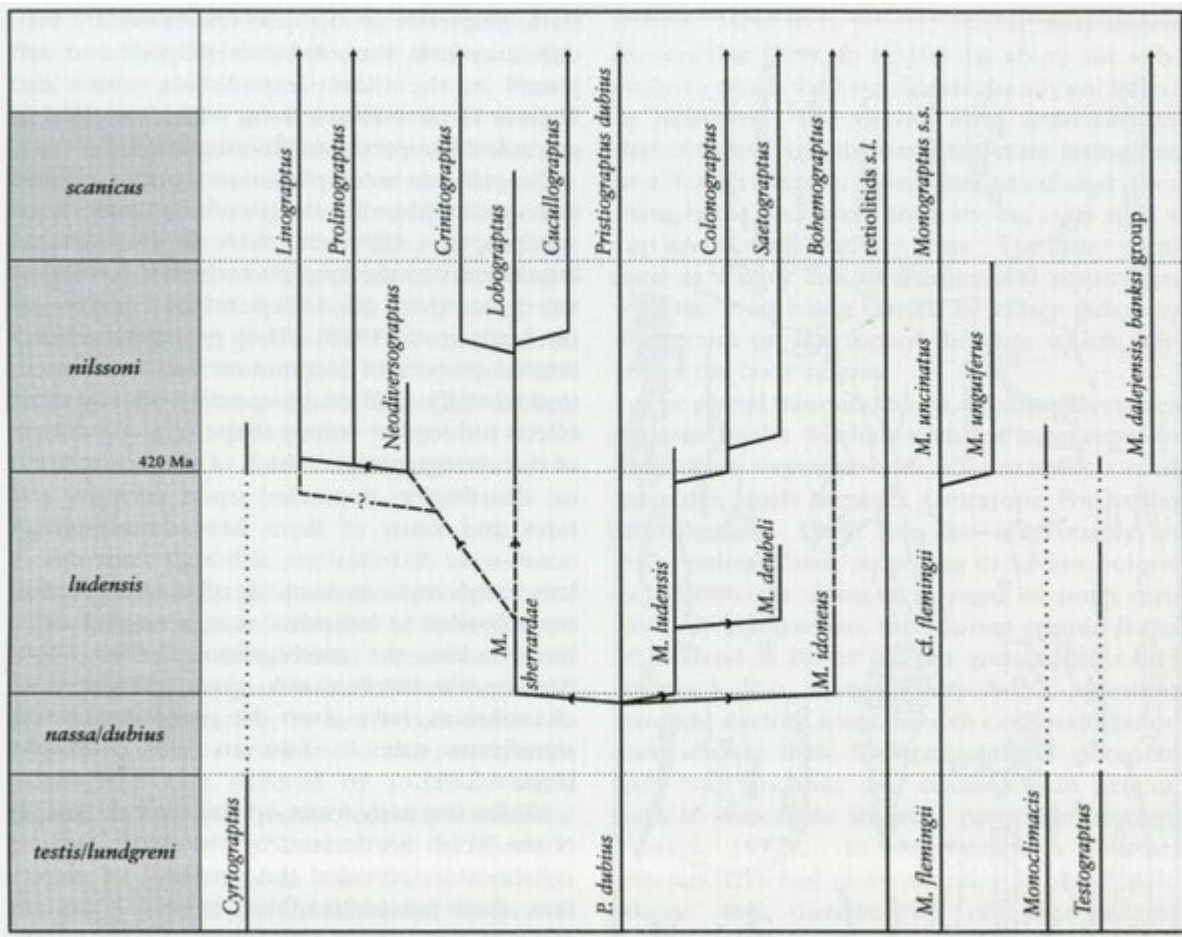 scanicus
nilssoni
420 Ma
ludensis
nassa/dubius
testis/lundgreni
Linograptus
Prolinograptus
Crinitograptus
Lobograptus
Cucullograptus
Pristiograptus dubius
Colonograptus
Saetograptus
Bohemograptus
retiolitids s.l.
Monograptus s.s.
Neodiversograptus
M. uncinatus
M. unguiferus
M. dalejensis, banesi group
?
M.
sherrardae
M. ludensis
M. deubeli
M. idoneus
cf. flemingii
Cyrtograptus
P. dubius
M. flemingii
Monoclimacis
Testograptus